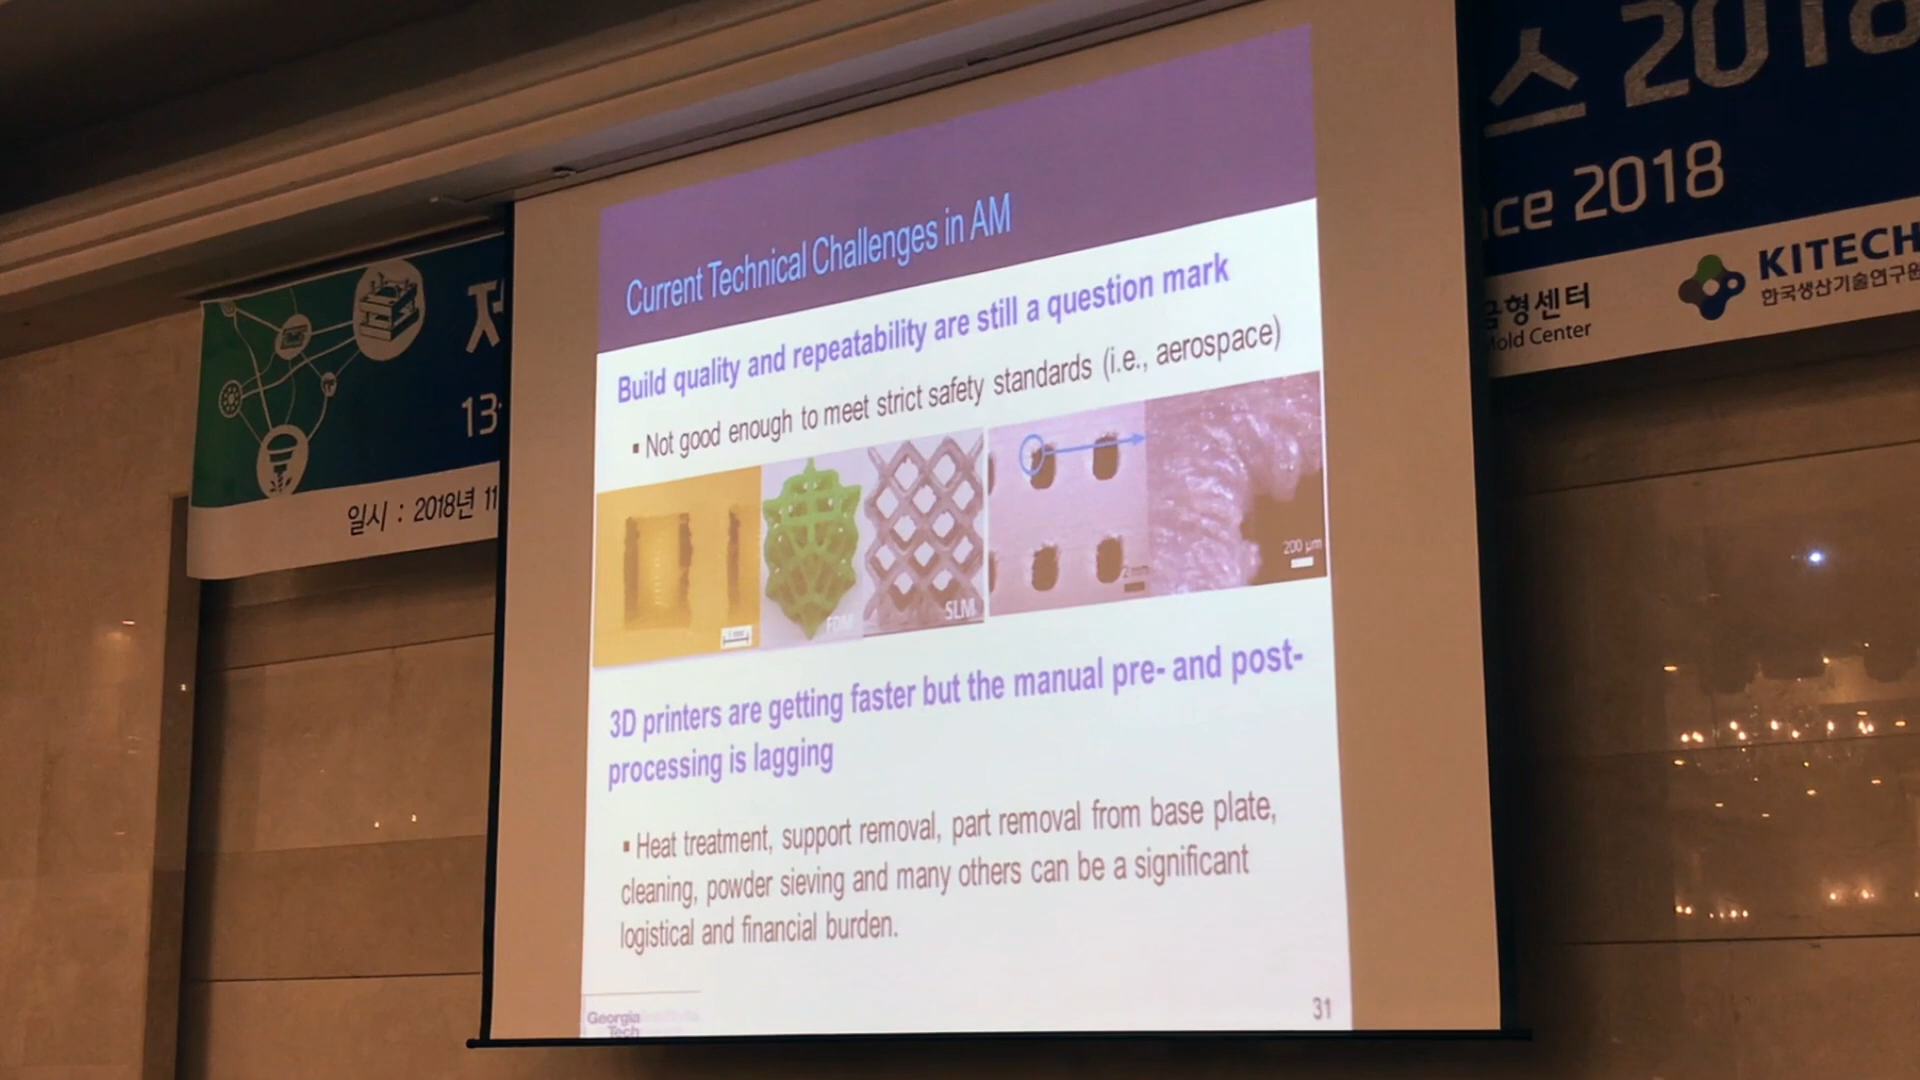 스 2018
nce 2018
KITECH
한국생산기술연구원
금형센터
Mold Center
제
13
일시 : 2018년 11
Current Technical Challenges in AM
Build quality and repeatability are still a question mark
▪ Not good enough to meet strict safety standards (i.e., aerospace)
1 mm
FDM
SLM
2 mm
200 µm
3D printers are getting faster but the manual pre- and post-
processing is lagging
▪ Heat treatment, support removal, part removal from base plate,
cleaning, powder sieving and many others can be a significant
logistical and financial burden.
Georgia Institute
Tech
31